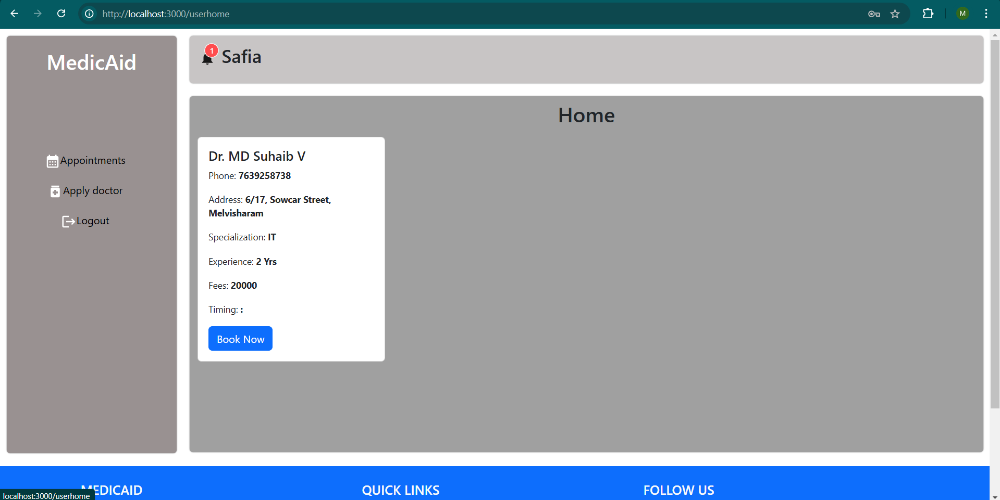 http://localhost:3000/userhome
M
MedicAid
1
Safia
Home
Appointments
Apply doctor
Logout
Dr. MD Suhaib V
Phone: 7639258738
Address: 6/17, Sowcar Street,
Melvisharam
Specialization: IT
Experience: 2 Yrs
Fees: 20000
Timing: :
Book Now
MEDICAID
QUICK LINKS
FOLLOW US
localhost:3000/userhome